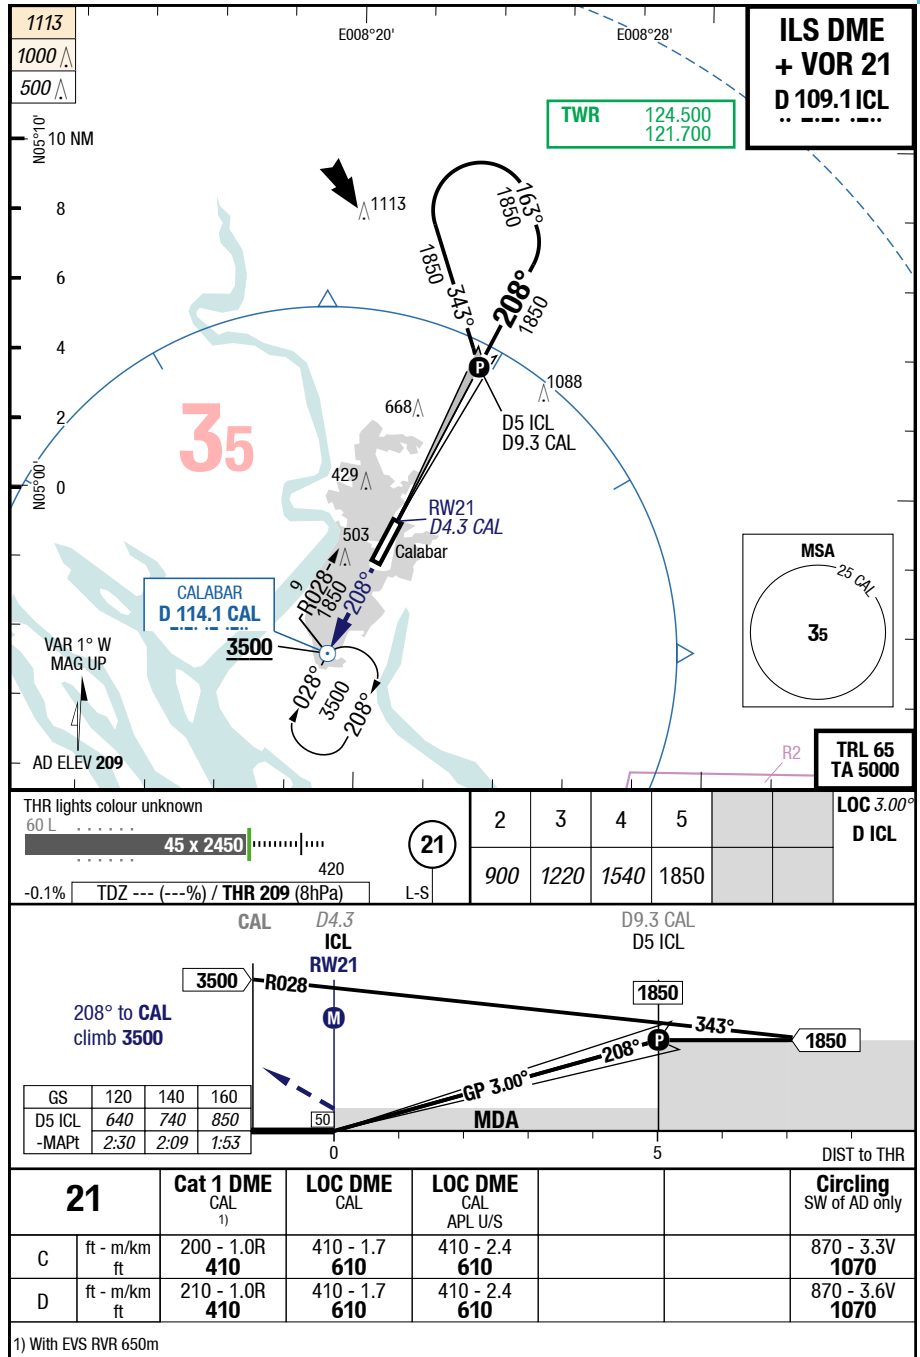 1113
1000
500
E008°20'
E008°28'
ILS DME
+ VOR 21
D 109.1 ICL
TWR 124.500
121.700
N05°10'
10 NM
8
6
4
2
0
N05°00'
1113
163°
1850
1850
343°
208°
1850
P
1088
D5 ICL
D9.3 CAL
668
35
429
RW21
D4.3 CAL
503
Calabar
9
R028
1850
208°
CALABAR
D 114.1 CAL
3500
028°
3500
208°
MSA
25 CAL
35
VAR 1° W
MAG UP
AD ELEV 209
R2
TRL 65
TA 5000
THR lights colour unknown
60 L
45 x 2450
420
-0.1% TDZ --- (---%) / THR 209 (8hPa)
21
L-S
2 3 4 5
900 1220 1540 1850
LOC 3.00°
D ICL
CAL D4.3 D9.3 CAL
ICL D5 ICL
RW21
3500 R028 1850
M
208° to CAL
climb 3500
343°
P
208°
1850
GP 3.00°
50
MDA
0 5 DIST to THR
GS 120 140 160
D5 ICL 640 740 850
-MAPt 2:30 2:09 1:53
21
Cat 1 DME
CAL
1)
LOC DME
CAL
LOC DME
CAL
APL U/S
Circling
SW of AD only
C ft - m/km 200 - 1.0R 410 - 1.7 410 - 2.4 870 - 3.3V
ft 410 610 610 1070
D ft - m/km 210 - 1.0R 410 - 1.7 410 - 2.4 870 - 3.6V
ft 410 610 610 1070
1) With EVS RVR 650m